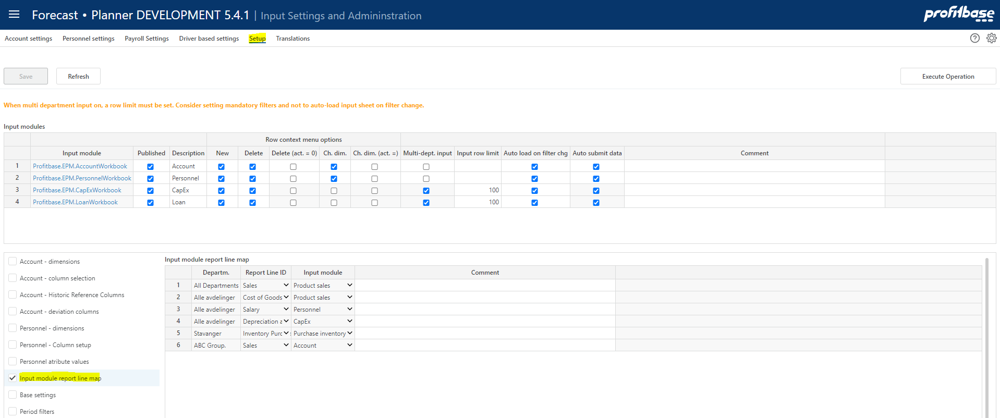 Forecast • Planner DEVELOPMENT 5.4.1 | Input Settings and Admininstration
profitbase
Account settings Personnel settings Payroll Settings Driver based settings Setup Translations
Save Refresh Execute Operation
When multi department input on, a row limit must be set. Consider setting mandatory filters and not to auto-load input sheet on filter change.
Input modules
Row context menu options
Input module Published Description New Delete Delete (act. = 0) Ch. dim. Ch. dim. (act. =) Multi-dept. input Input row limit Auto load on filter chg Auto submit data Comment
1 Profitbase.EPM.AccountWorkbook Account
2 Profitbase.EPM.PersonnelWorkbook Personnel
3 Profitbase.EPM.CapExWorkbook CapEx 100
4 Profitbase.EPM.LoanWorkbook Loan 100
Account - dimensions
Account - column selection
Account - Historic Reference Columns
Account - deviation columns
Personnel - dimensions
Personnel - Column setup
Personnel atribute values
Input module report line map
Base settings
Period filters
Input module report line map
Departm. Report Line ID Input module Comment
1 All Departments Sales Product sales
2 Alle avdelinger Cost of Goods Product sales
3 Alle avdelinger Salary Personnel
4 Alle avdelinger Depreciation a CapEx
5 Stavanger Inventory Purc Purchase inventory
6 ABC Group. Sales Account